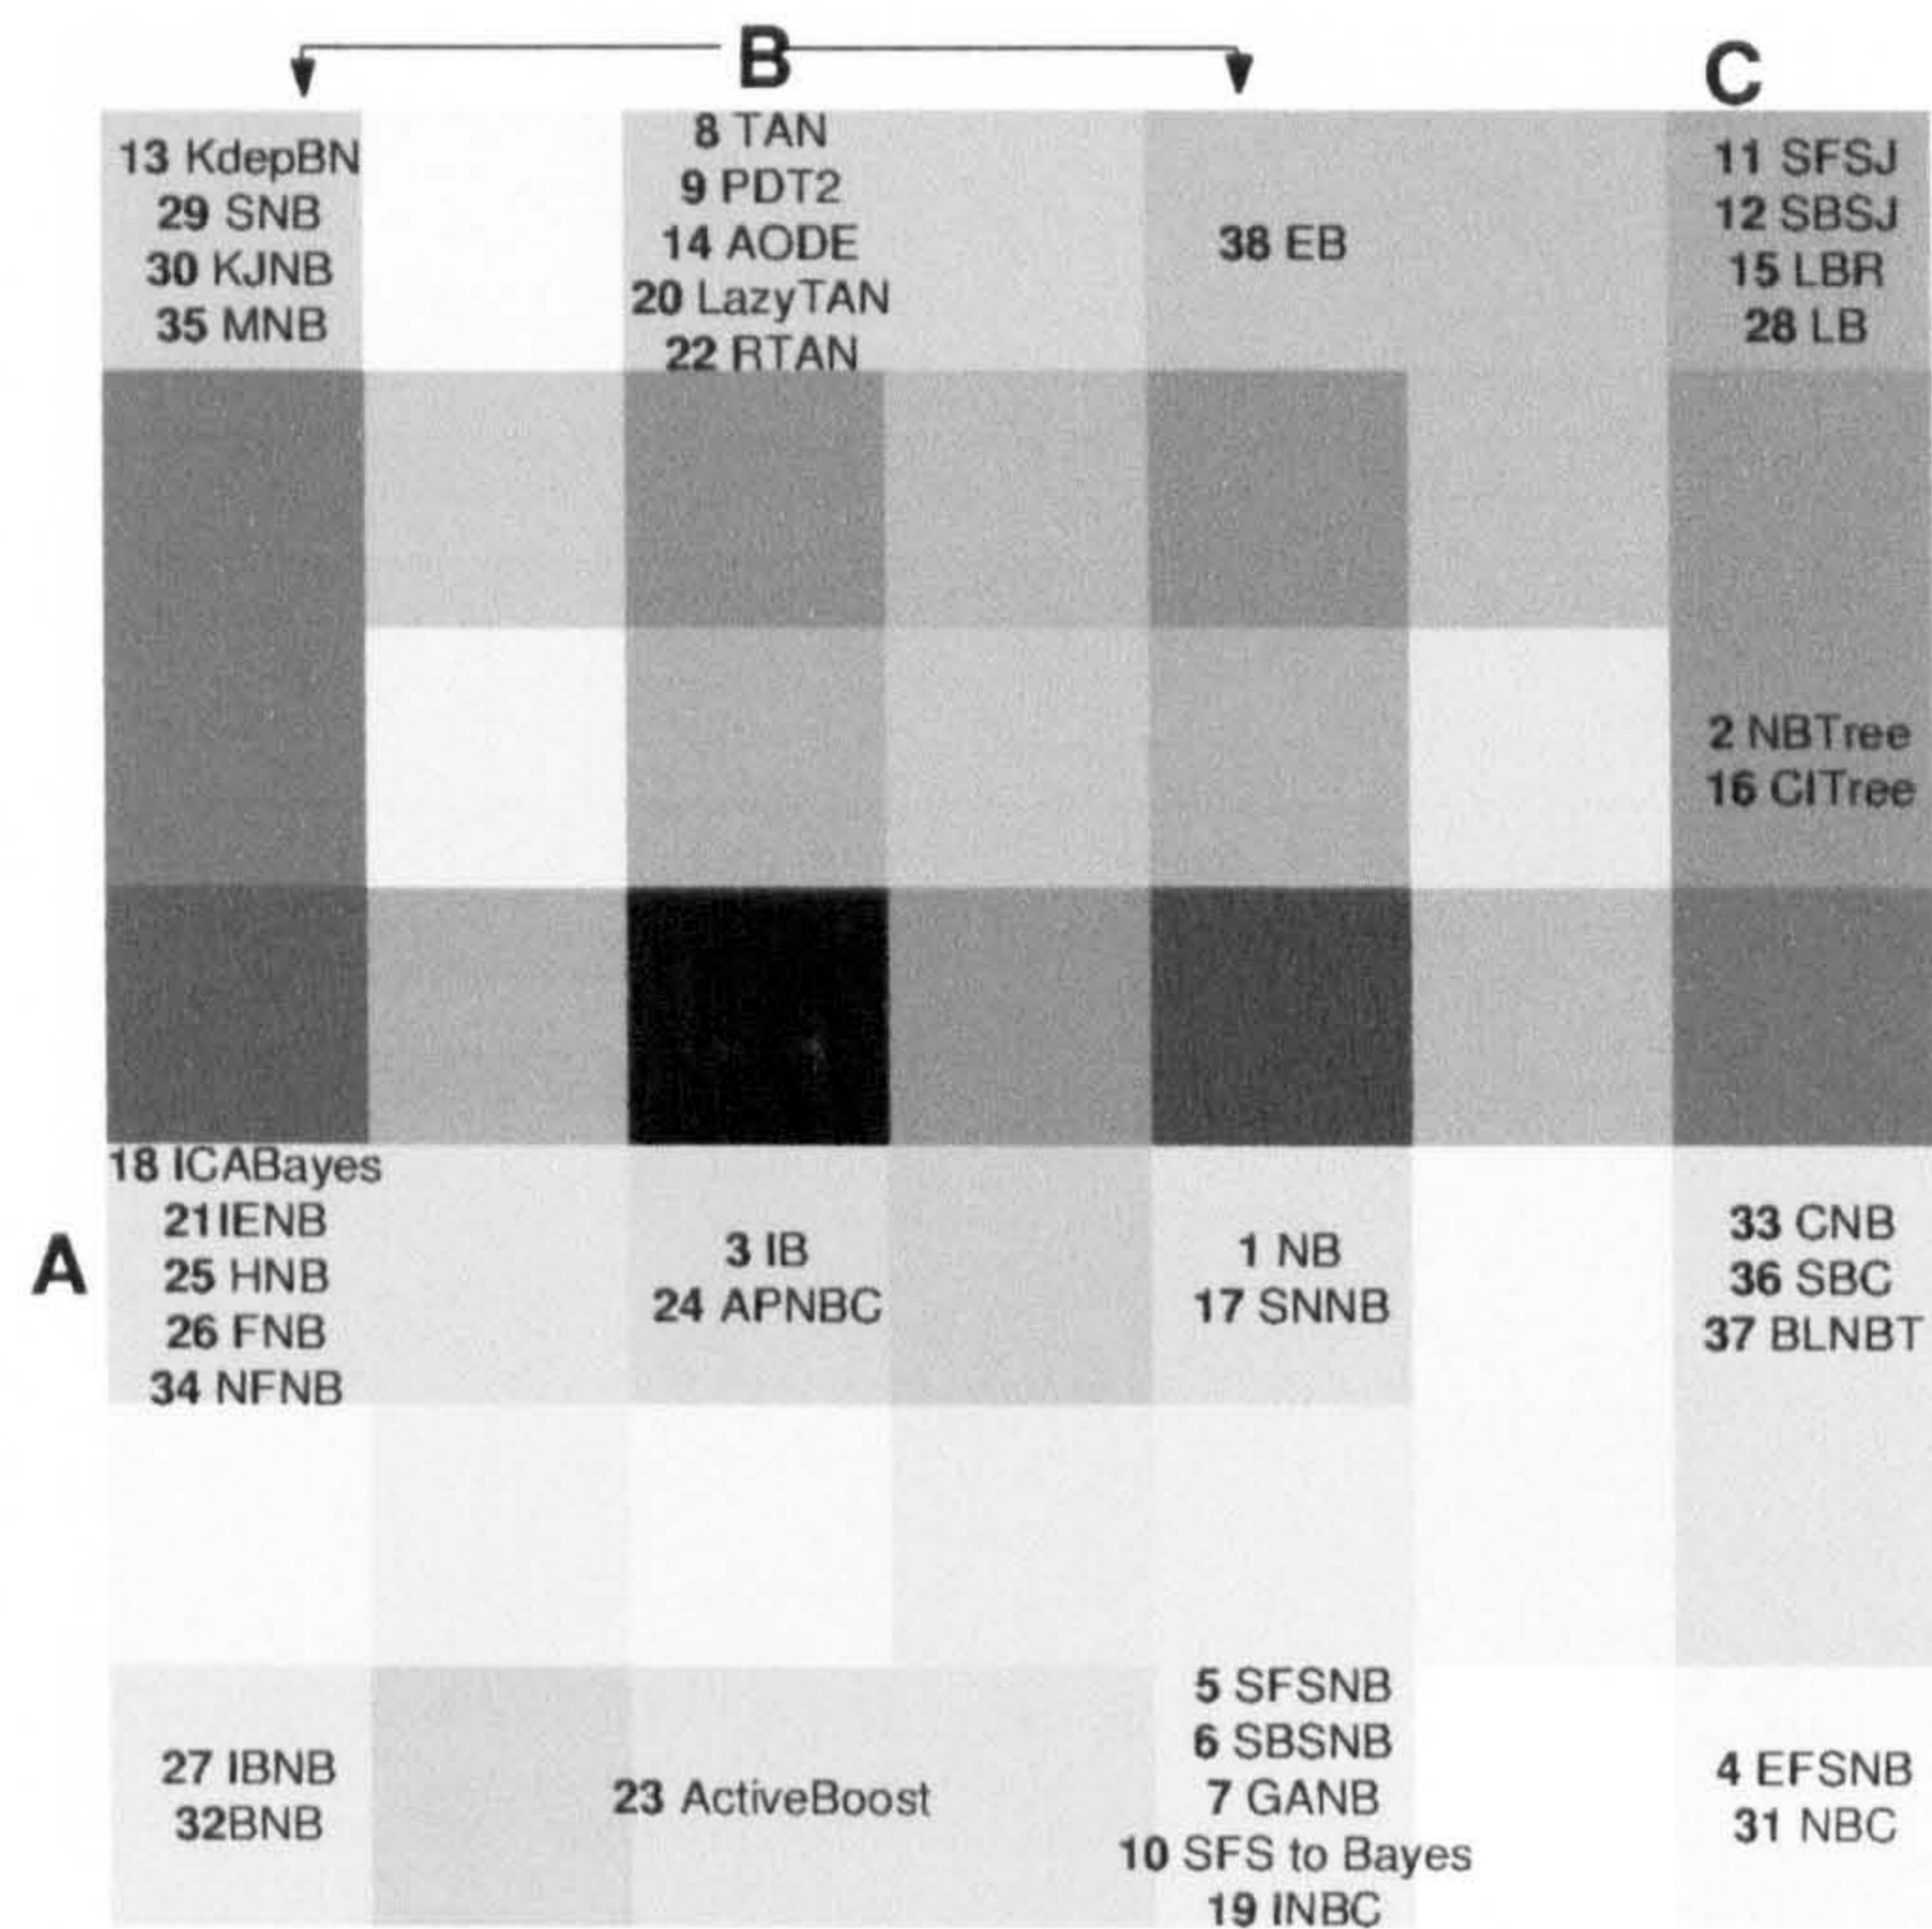 B
C
13 KdepBN
29 SNB
30 KJNB
35 MNB
8 TAN
9 PDT2
14 AODE
20 LazyTAN
22 RTAN
38 EB
11 SFSJ
12 SBSJ
15 LBR
28 LB
2 NBTree
16 CITree
A
18 ICABayes
21IENB
25 HNB
26 FNB
34 NFNB
3 IB
24 APNBC
1 NB
17 SNNB
33 CNB
36 SBC
37 BLNBT
27 IBNB
32BNB
23 ActiveBoost
5 SFSNB
6 SBSNB
7 GANB
10 SFS to Bayes
19 INBC
4 EFSNB
31 NBC